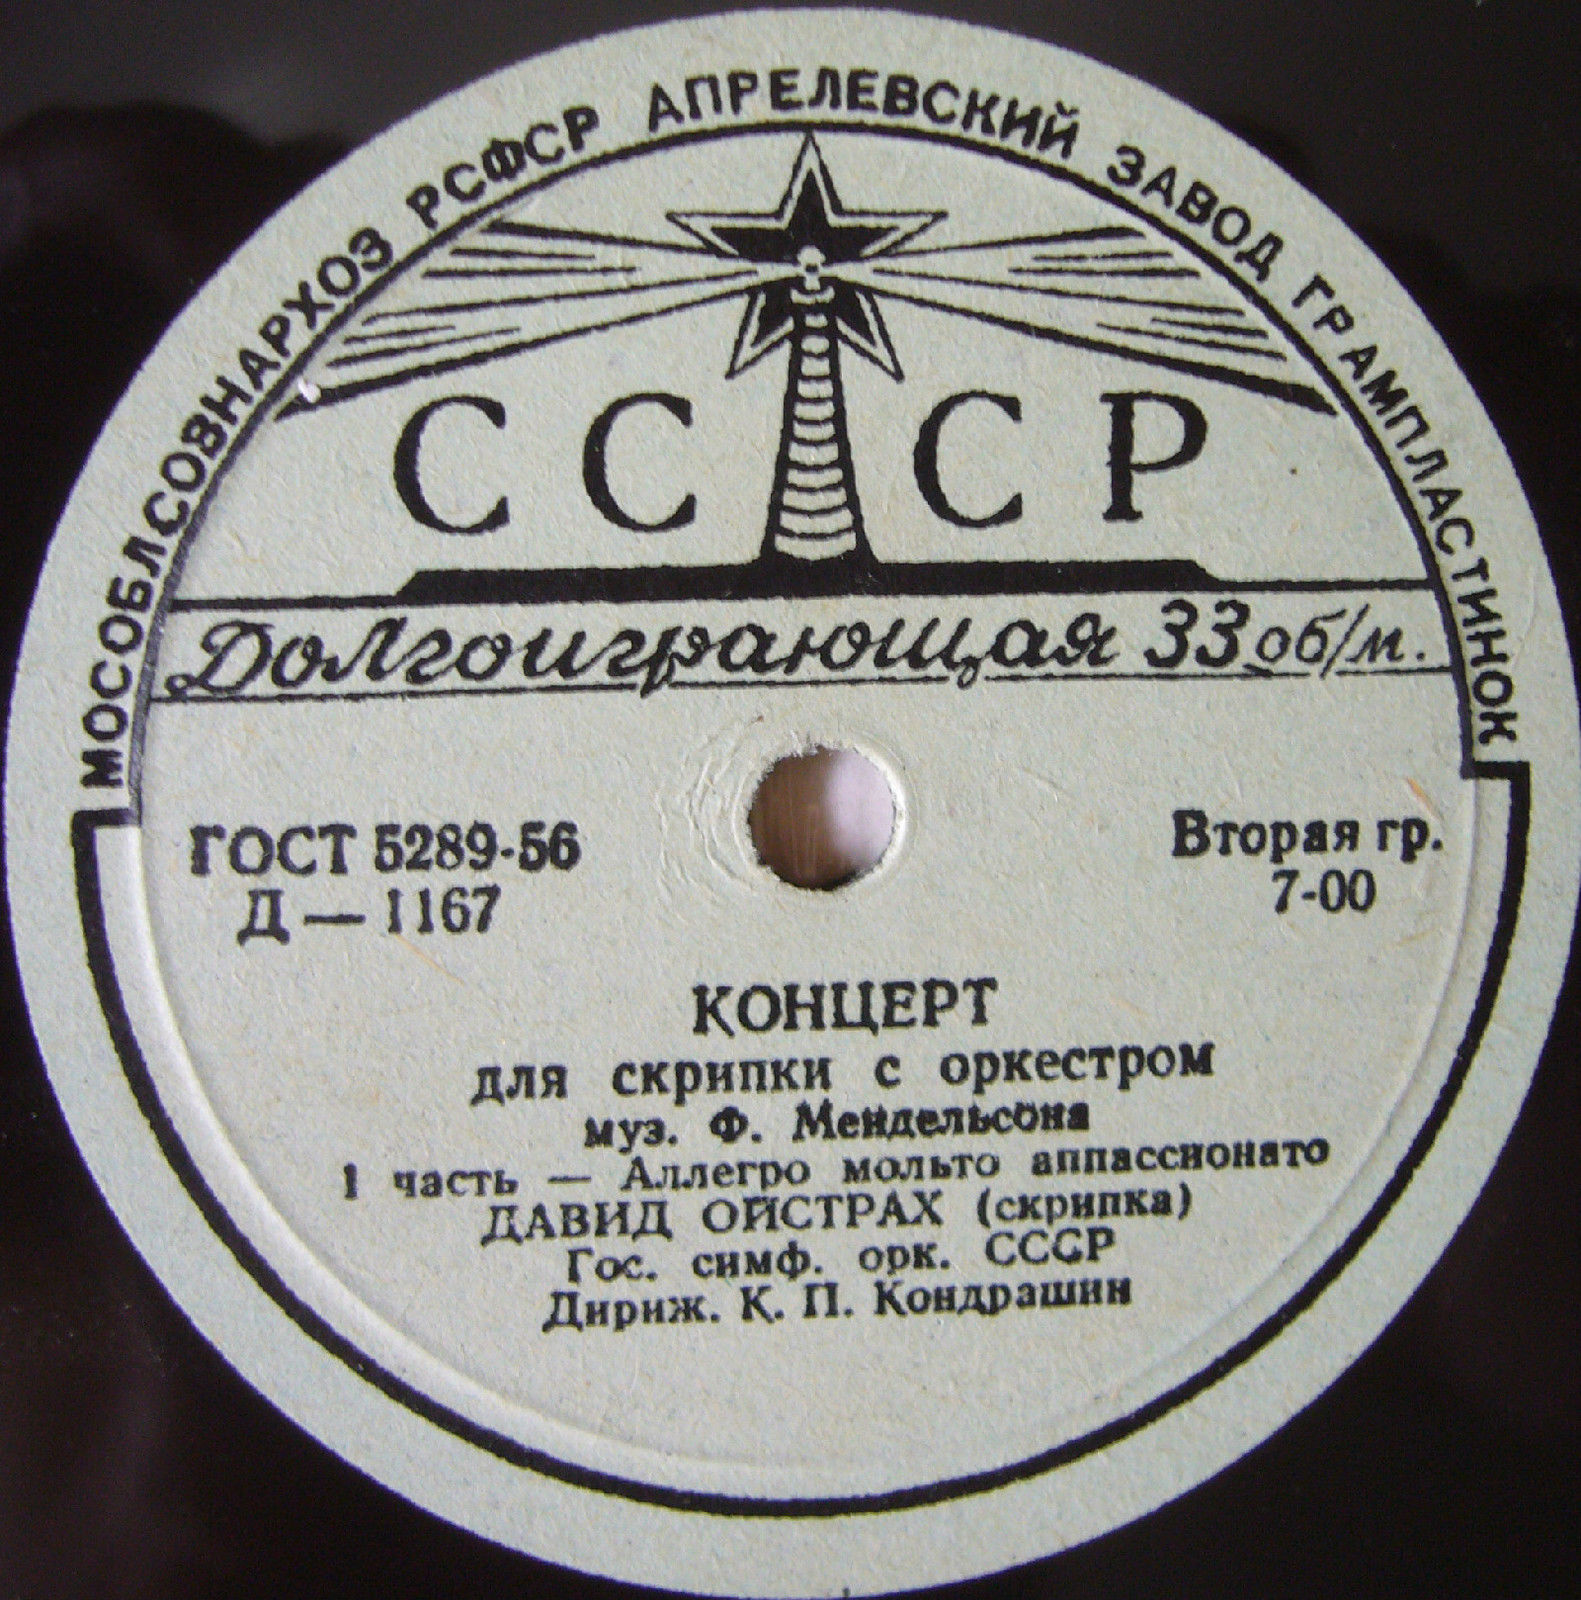 МОСОБЛСОВНАРХОЗ РСФСР АПРЕЛЕВСКИЙ ЗАВОД ГРАМПЛАСТИНОК
СССР
Долгоиграющая 33 об/м.
ГОСТ 5289-56
Д — 1167
Вторая гр.
7-00
КОНЦЕРТ
для скрипки с оркестром
муз. Ф. Мендельсона
1 часть — Аллегро мольто аппассионато
ДАВИД ОЙСТРАХ (скрипка)
Гос. симф. орк. СССР
Дириж. К. П. Кондрашин